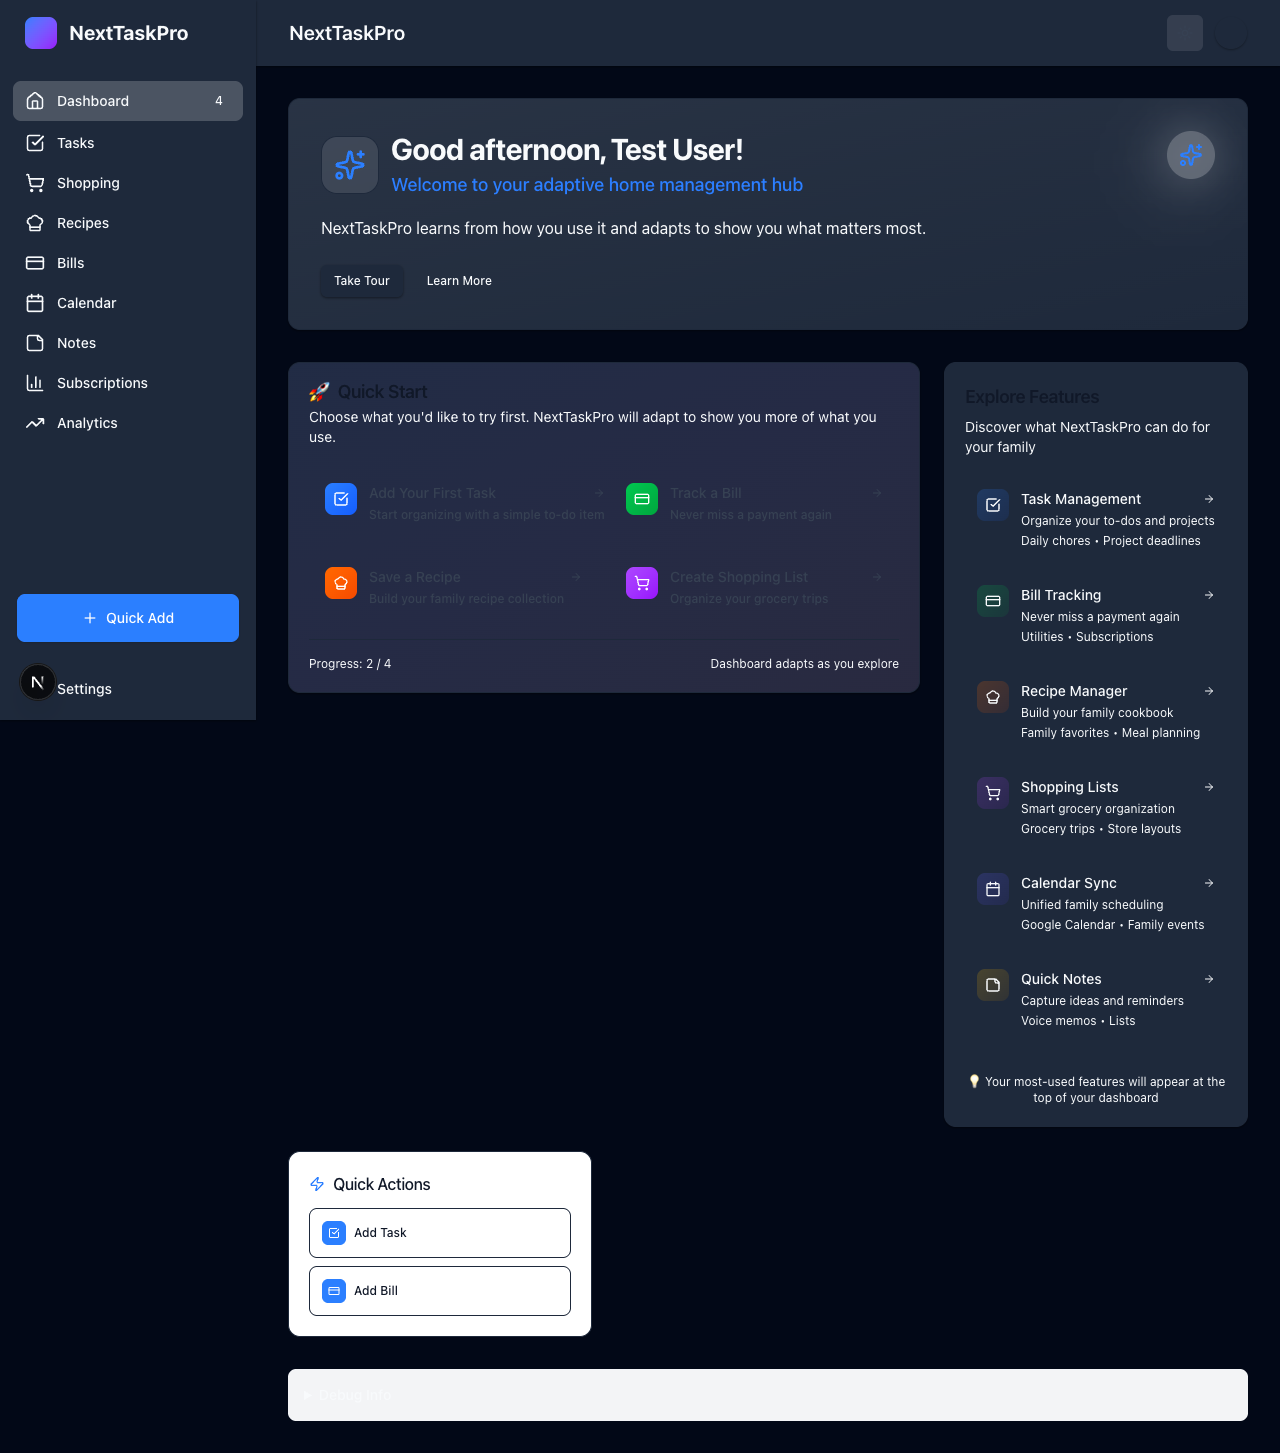 NextTaskPro
NextTaskPro
Dashboard 4
Tasks
Shopping
Recipes
Bills
Calendar
Notes
Subscriptions
Analytics
Quick Add
N
Settings
Good afternoon, Test User!
Welcome to your adaptive home management hub
NextTaskPro learns from how you use it and adapts to show you what matters most.
Take Tour
Learn More
🚀 Quick Start
Choose what you'd like to try first. NextTaskPro will adapt to show you more of what you
use.
Add Your First Task
Start organizing with a simple to-do item
Track a Bill
Never miss a payment again
Save a Recipe
Build your family recipe collection
Create Shopping List
Organize your grocery trips
Progress: 2 / 4
Dashboard adapts as you explore
Explore Features
Discover what NextTaskPro can do for
your family
Task Management
Organize your to-dos and projects
Daily chores • Project deadlines
Bill Tracking
Never miss a payment again
Utilities • Subscriptions
Recipe Manager
Build your family cookbook
Family favorites • Meal planning
Shopping Lists
Smart grocery organization
Grocery trips • Store layouts
Calendar Sync
Unified family scheduling
Google Calendar • Family events
Quick Notes
Capture ideas and reminders
Voice memos • Lists
💡 Your most-used features will appear at the
top of your dashboard
Quick Actions
Add Task
Add Bill
Debug Info